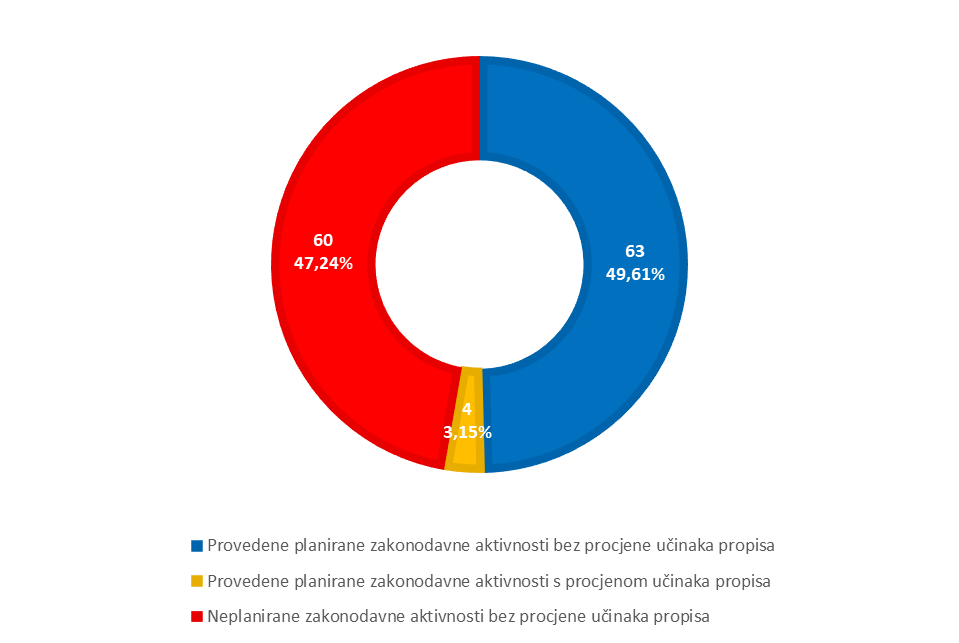 60
47,24%
63
49,61%
4
3,15%
Provedene planirane zakonodavne aktivnosti bez procjene učinaka propisa
Provedene planirane zakonodavne aktivnosti s procjenom učinaka propisa
Neplanirane zakonodavne aktivnosti bez procjene učinaka propisa